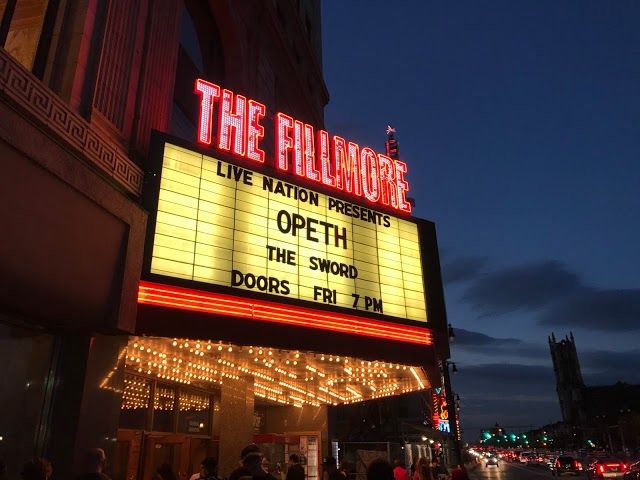 THE FILLMORE
LIVE NATION PRESENTS
OPETH
THE SWORD
DOORS FRI 7 PM